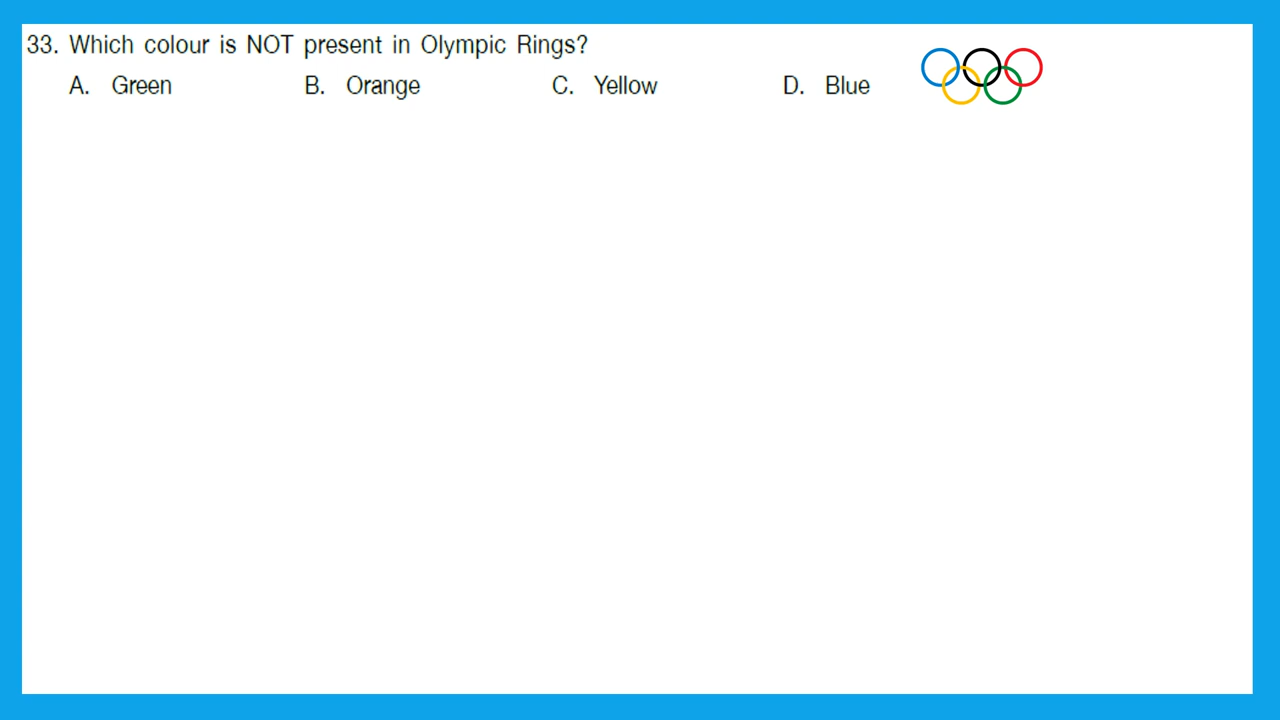 33. Which colour is NOT present in Olympic Rings?
A. Green B. Orange C. Yellow D. Blue